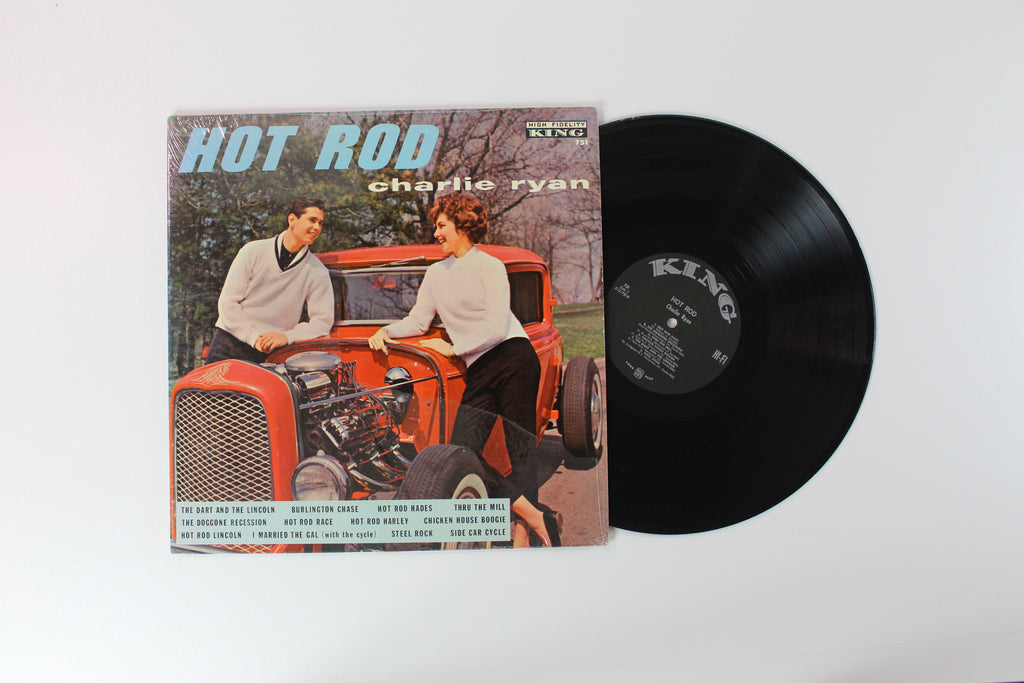 HOT ROD
HIGH FIDELITY
KING
751
charlie ryan
THE DART AND THE LINCOLN BURLINGTON CHASE HOT ROD HADES THRU THE MILL
THE DOGGONE RECESSION HOT ROD RACE HOT ROD HARLEY CHICKEN HOUSE BOOGIE
HOT ROD LINCOLN I MARRIED THE GAL (with the cycle) STEEL ROCK SIDE CAR CYCLE
KING
HOT ROD
Charlie Ryan
HI-FI
LONG PLAY